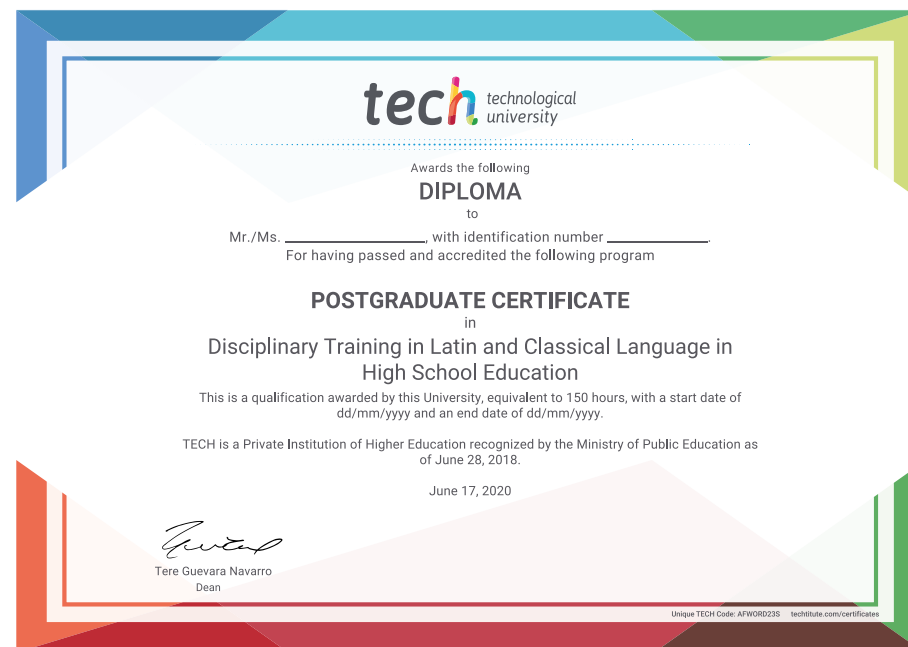 tech technological
university
Awards the following
DIPLOMA
to
Mr./Ms. ____________________, with identification number __________________.
For having passed and accredited the following program
POSTGRADUATE CERTIFICATE
in
Disciplinary Training in Latin and Classical Language in
High School Education
This is a qualification awarded by this University, equivalent to 150 hours, with a start date of
dd/mm/yyyy and an end date of dd/mm/yyyy.
TECH is a Private Institution of Higher Education recognized by the Ministry of Public Education as
of June 28, 2018.
June 17, 2020
Tere Guevara Navarro
Dean
Unique TECH Code: AFWORD23S techtitute.com/certificates